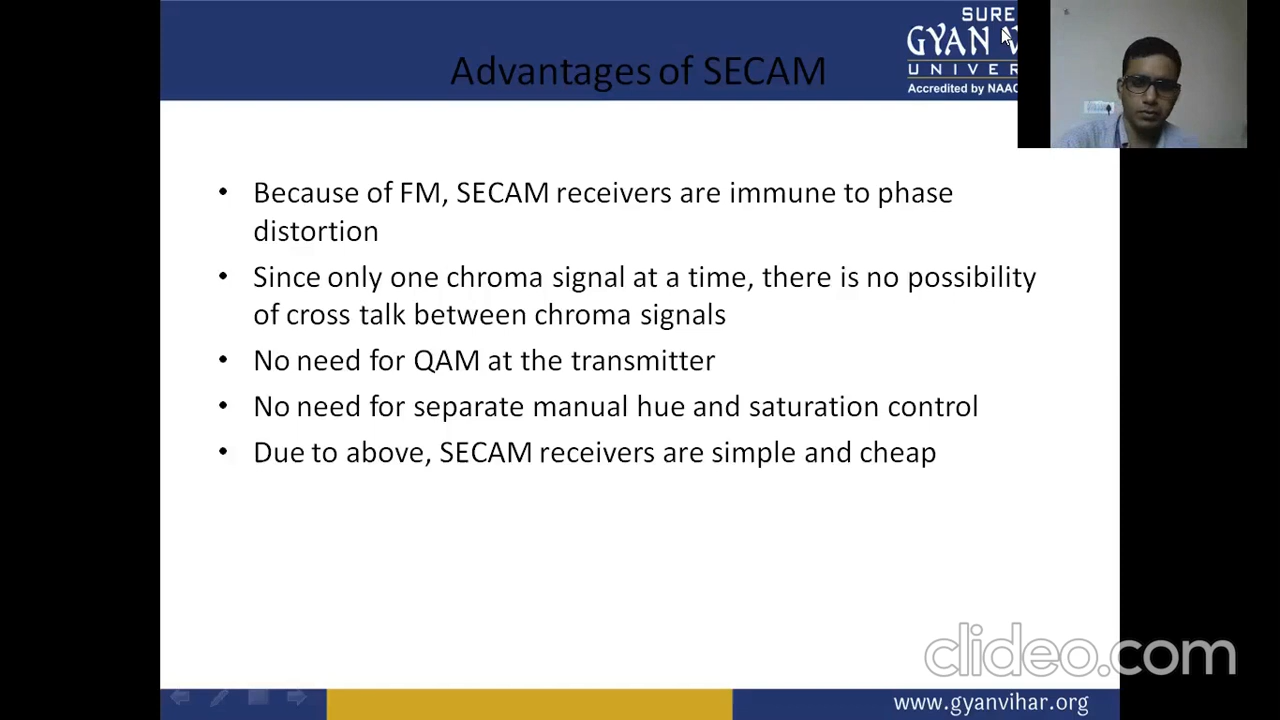 SURE
GYAN V
UNIVER
Accredited by NAAC
Advantages of SECAM
• Because of FM, SECAM receivers are immune to phase
distortion
• Since only one chroma signal at a time, there is no possibility
of cross talk between chroma signals
• No need for QAM at the transmitter
• No need for separate manual hue and saturation control
• Due to above, SECAM receivers are simple and cheap
clideo.com
www.gyanvihar.org